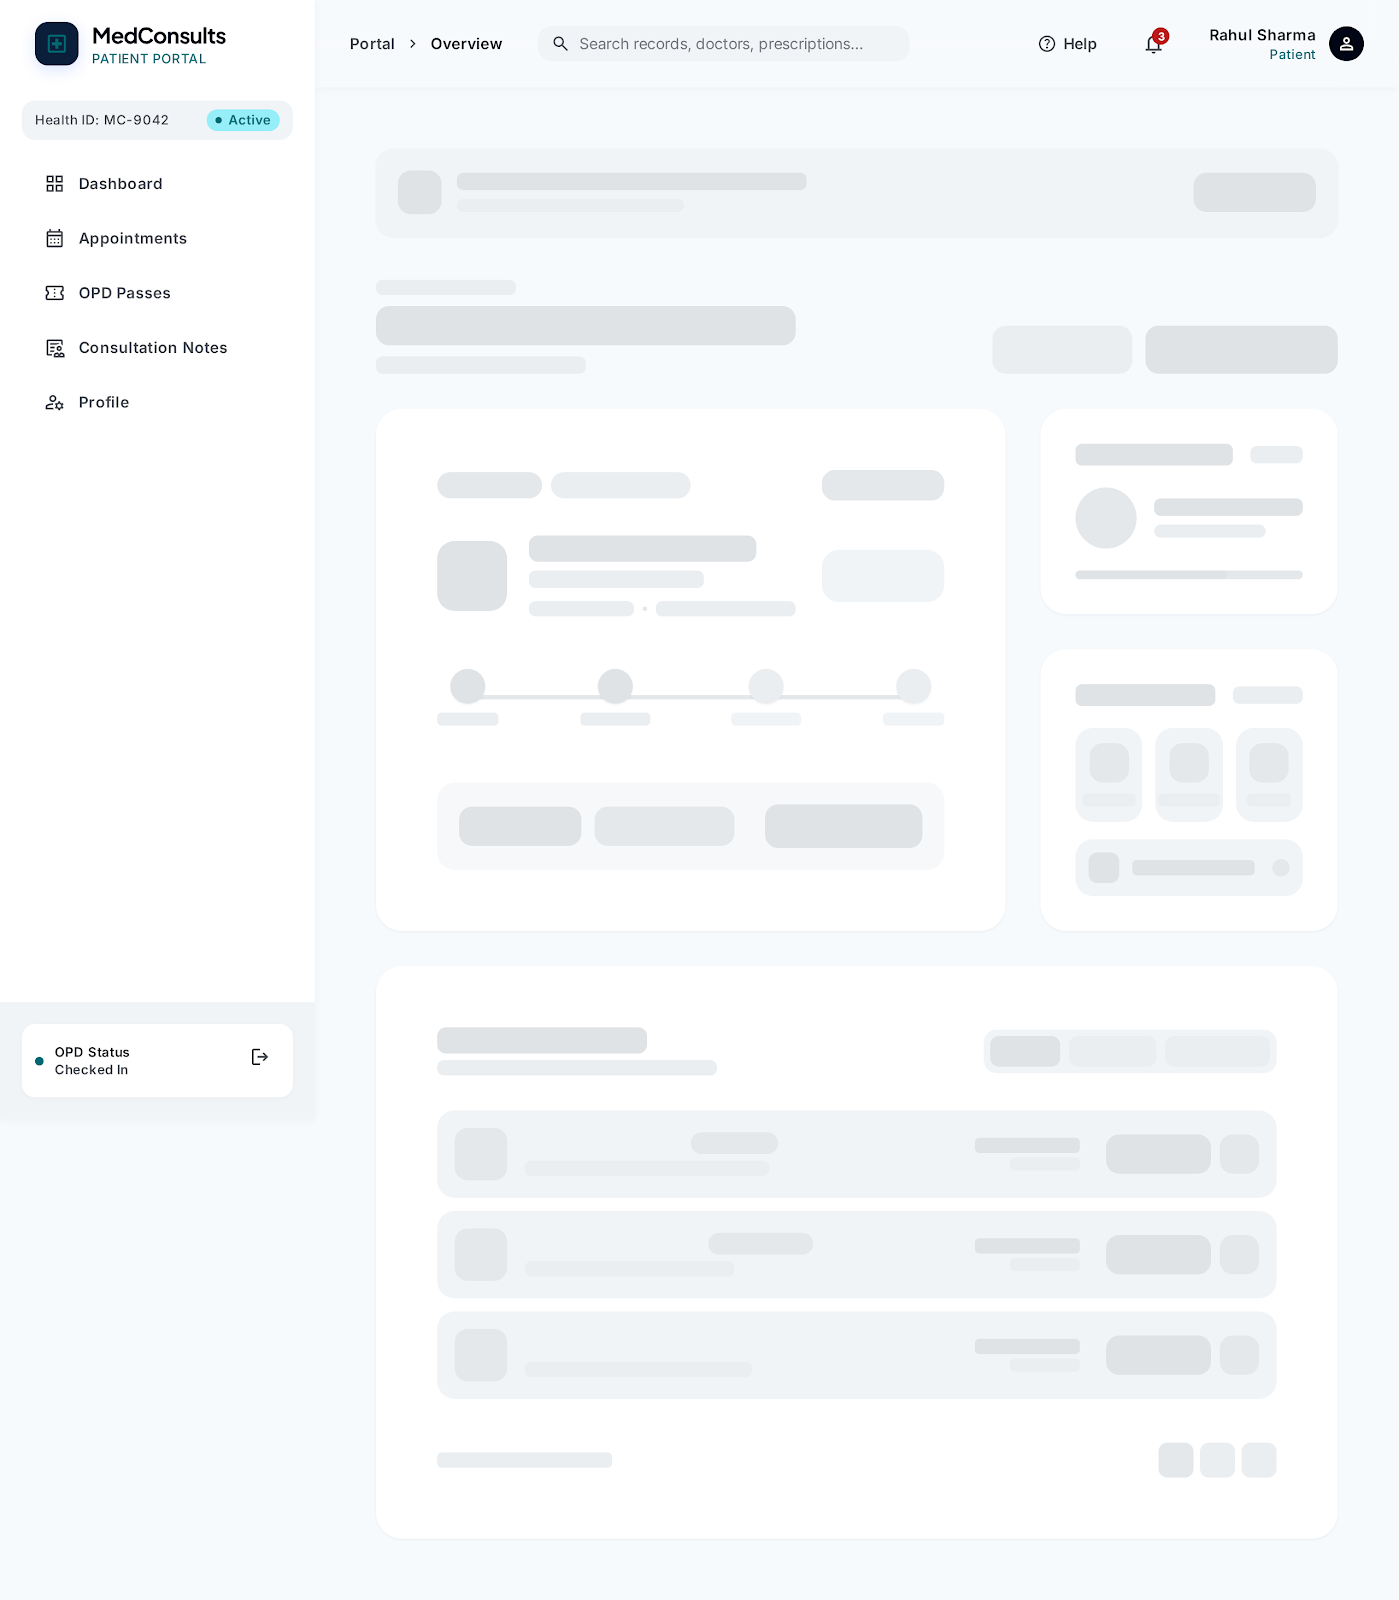 MedConsults
PATIENT PORTAL
Health ID: MC-9042
Active
Dashboard
Appointments
OPD Passes
Consultation Notes
Profile
OPD Status
Checked In
Portal > Overview
Search records, doctors, prescriptions...
Help
3
Rahul Sharma
Patient